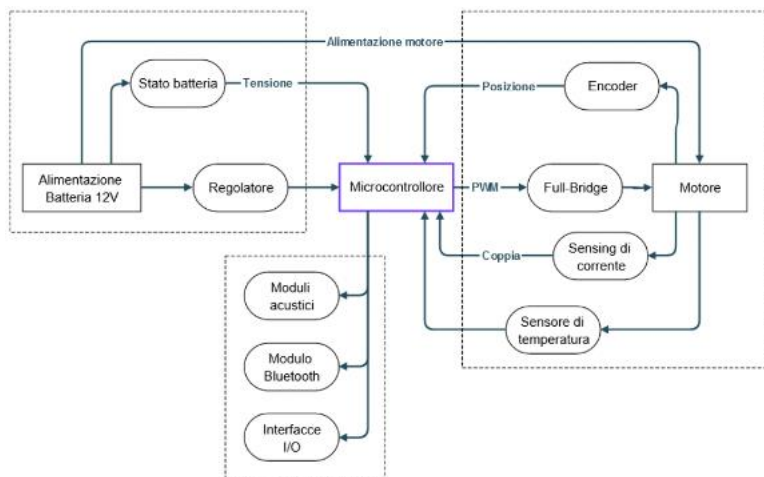 Alimentazione motore
Stato batteria
Tensione
Posizione
Encoder
Alimentazione
Batteria 12V
Regolatore
Microcontrollore
PWM
Full-Bridge
Motore
Coppia
Sensing di
corrente
Moduli
acustici
Sensore di
temperatura
Modulo
Bluetooth
Interfacce
I/O